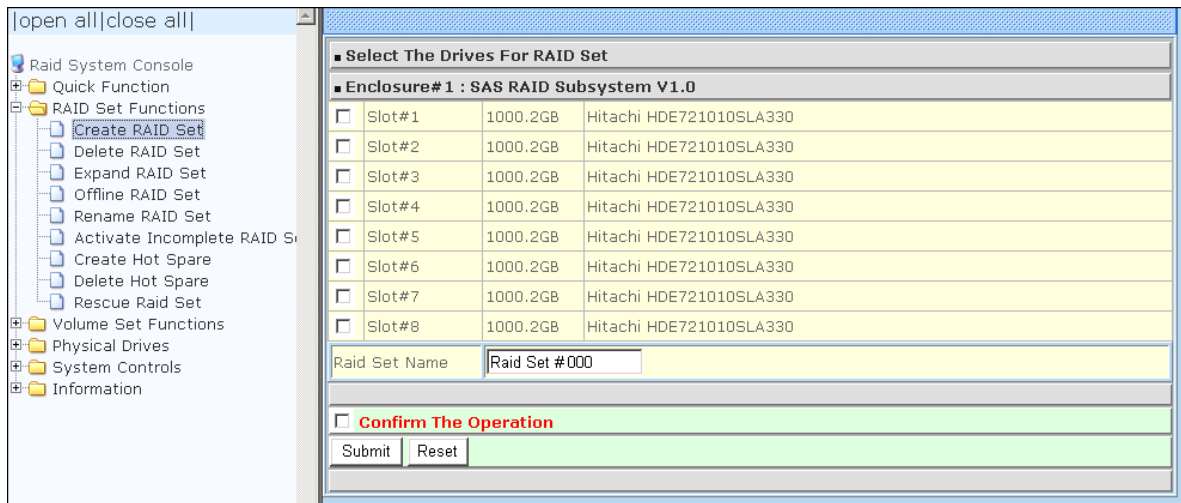 |open all|close all|
Raid System Console
Quick Function
RAID Set Functions
Create RAID Set
Delete RAID Set
Expand RAID Set
Offline RAID Set
Rename RAID Set
Activate Incomplete RAID S
Create Hot Spare
Delete Hot Spare
Rescue Raid Set
Volume Set Functions
Physical Drives
System Controls
Information
Select The Drives For RAID Set
Enclosure#1 : SAS RAID Subsystem V1.0
Slot#1 1000.2GB Hitachi HDE721010SLA330
Slot#2 1000.2GB Hitachi HDE721010SLA330
Slot#3 1000.2GB Hitachi HDE721010SLA330
Slot#4 1000.2GB Hitachi HDE721010SLA330
Slot#5 1000.2GB Hitachi HDE721010SLA330
Slot#6 1000.2GB Hitachi HDE721010SLA330
Slot#7 1000.2GB Hitachi HDE721010SLA330
Slot#8 1000.2GB Hitachi HDE721010SLA330
Raid Set Name Raid Set #000
Confirm The Operation
Submit Reset